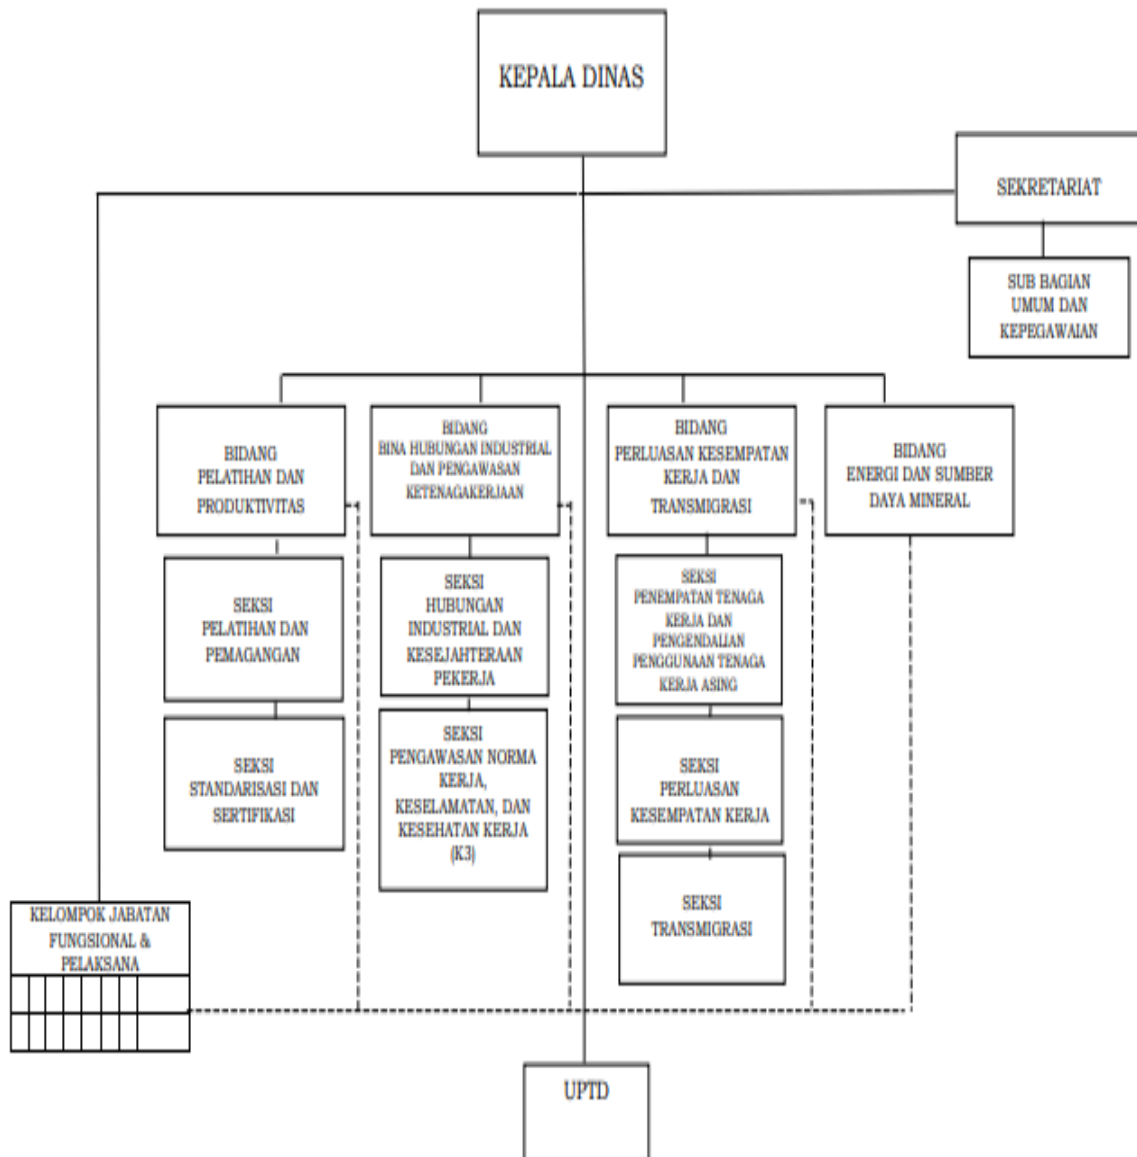 KEPALA DINAS
SEKRETARIAT
SUB BAGIAN
UMUM DAN
KEPEGAWAIAN
BIDANG
PELATIHAN DAN
PRODUKTIVITAS
BIDANG
BINA HUBUNGAN INDUSTRIAL
DAN PENGAWASAN
KETENAGAKERJAAN
BIDANG
PERLUASAN KESEMPATAN
KERJA DAN
TRANSMIGRASI
BIDANG
ENERGI DAN SUMBER
DAYA MINERAL
SEKSI
PELATIHAN DAN
PEMAGANGAN
SEKSI
HUBUNGAN
INDUSTRIAL DAN
KESEJAHTERAAN
PEKERJA
SEKSI
PENEMPATAN TENAGA
KERJA DAN
PENGENDALIAN
PENGGUNAAN TENAGA
KERJA ASING
SEKSI
STANDARISASI DAN
SERTIFIKASI
SEKSI
PENGAWASAN NORMA
KERJA,
KESELAMATAN, DAN
KESEHATAN KERJA
(K3)
SEKSI
PERLUASAN
KESEMPATAN KERJA
SEKSI
TRANSMIGRASI
KELOMPOK JABATAN
FUNGSIONAL &
PELAKSANA
UPTD